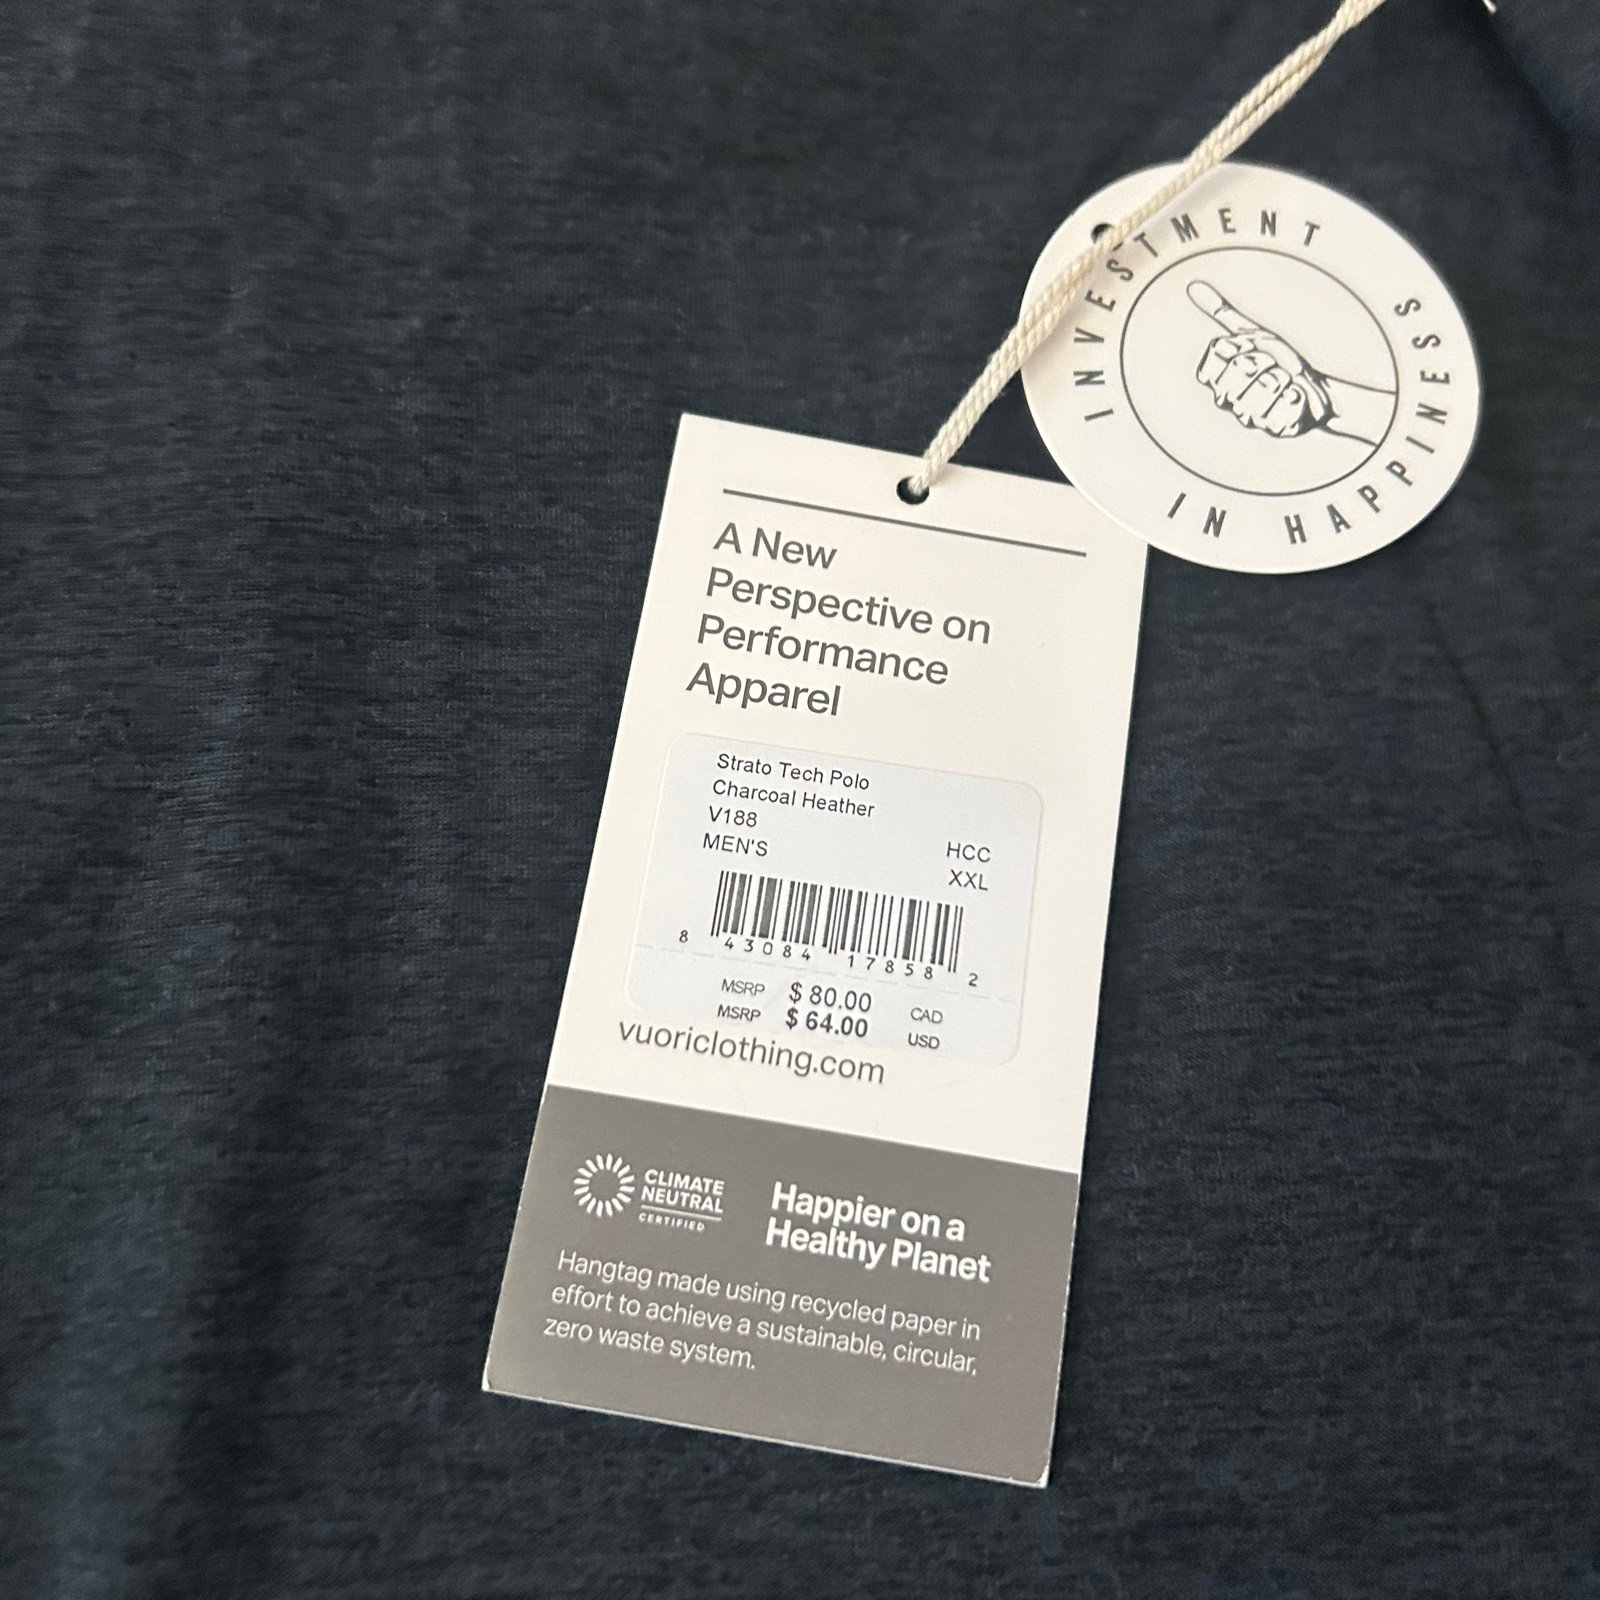 INVESTMENT IN HAPPINESS
A New
Perspective on
Performance
Apparel
Strato Tech Polo
Charcoal Heather
V188 HCC
MEN'S XXL
8 43084 17858 2
MSRP $ 80.00 CAD
MSRP $ 64.00 USD
vuoriclothing.com
CLIMATE
NEUTRAL
CERTIFIED
Happier on a
Healthy Planet
Hangtag made using recycled paper in
effort to achieve a sustainable, circular,
zero waste system.